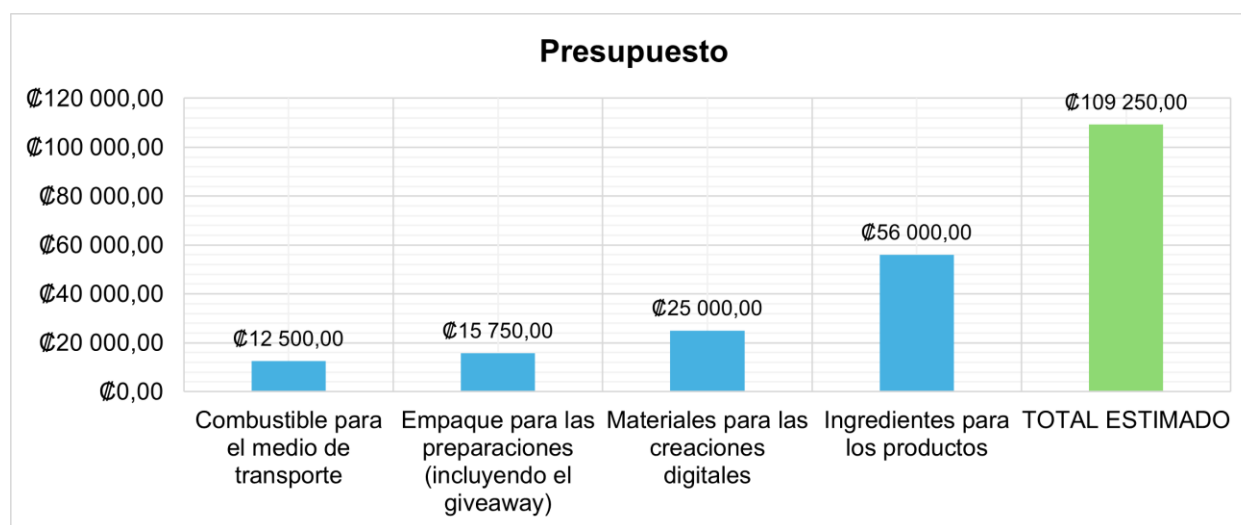 Presupuesto
₡120 000,00
₡100 000,00
₡80 000,00
₡60 000,00
₡40 000,00
₡20 000,00
₡0,00
₡12 500,00
₡15 750,00
₡25 000,00
₡56 000,00
₡109 250,00
Combustible para
el medio de
transporte
Empaque para las
preparaciones
(incluyendo el
giveaway)
Materiales para las
creaciones
digitales
Ingredientes para
los productos
TOTAL ESTIMADO